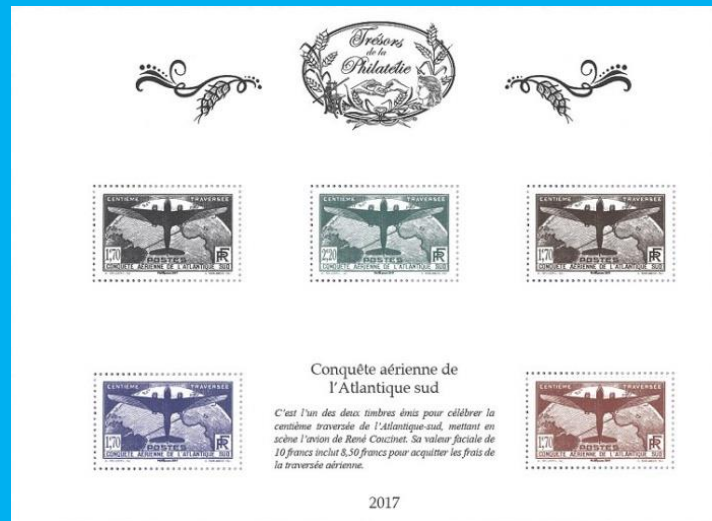 Trésors
de la
Philatélie
CENTIÈME TRAVERSÉE
1,70
POSTES
RF
CONQUÊTE AÉRIENNE DE L'ATLANTIQUE SUD
CENTIÈME TRAVERSÉE
2,20
POSTES
RF
CONQUÊTE AÉRIENNE DE L'ATLANTIQUE SUD
CENTIÈME TRAVERSÉE
1,70
POSTES
RF
CONQUÊTE AÉRIENNE DE L'ATLANTIQUE SUD
CENTIÈME TRAVERSÉE
1,70
POSTES
RF
CONQUÊTE AÉRIENNE DE L'ATLANTIQUE SUD
Conquête aérienne de
l'Atlantique sud
C'est l'un des deux timbres émis pour célébrer la
centième traversée de l'Atlantique-sud, mettant en
scène l'avion de René Couzinet. Sa valeur faciale de
10 francs inclut 8,50 francs pour acquitter les frais de
la traversée aérienne.
CENTIÈME TRAVERSÉE
1,70
POSTES
RF
CONQUÊTE AÉRIENNE DE L'ATLANTIQUE SUD
2017